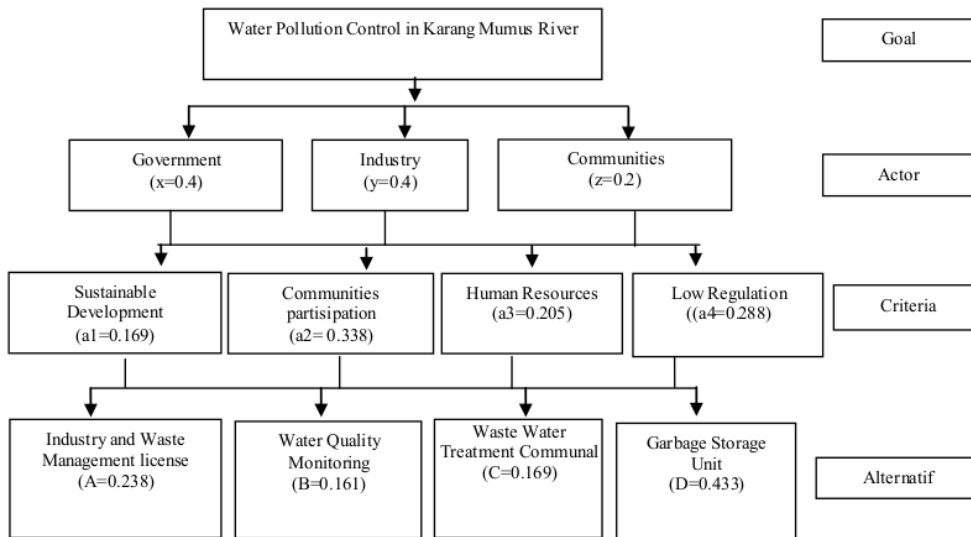 Water Pollution Control in Karang Mumus River
Goal
Government
(x=0.4)
Industry
(y=0.4)
Communities
(z=0.2)
Actor
Sustainable
Development
(a1=0.169)
Communities
partisipation
(a2= 0.338)
Human Resources
(a3=0.205)
Low Regulation
((a4=0.288)
Criteria
Industry and Waste
Management license
(A=0.238)
Water Quality
Monitoring
(B=0.161)
Waste Water
Treatment Communal
(C=0.169)
Garbage Storage
Unit
(D=0.433)
Alternatif